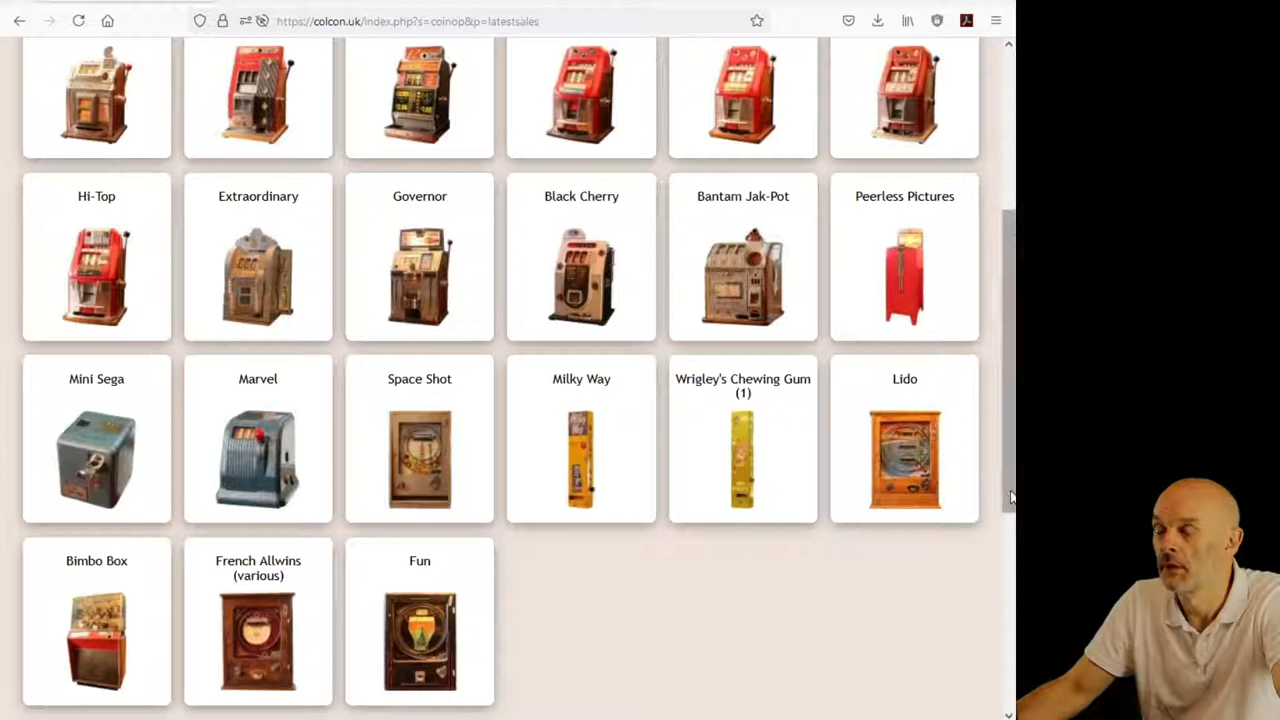 https://colcon.uk/index.php?s=coinop&p=latestsales
Hi-Top
Extraordinary
Governor
Black Cherry
Bantam Jak-Pot
Peerless Pictures
Mini Sega
Marvel
Space Shot
Milky Way
Wrigley's Chewing Gum
(1)
Lido
Bimbo Box
French Allwins
(various)
Fun